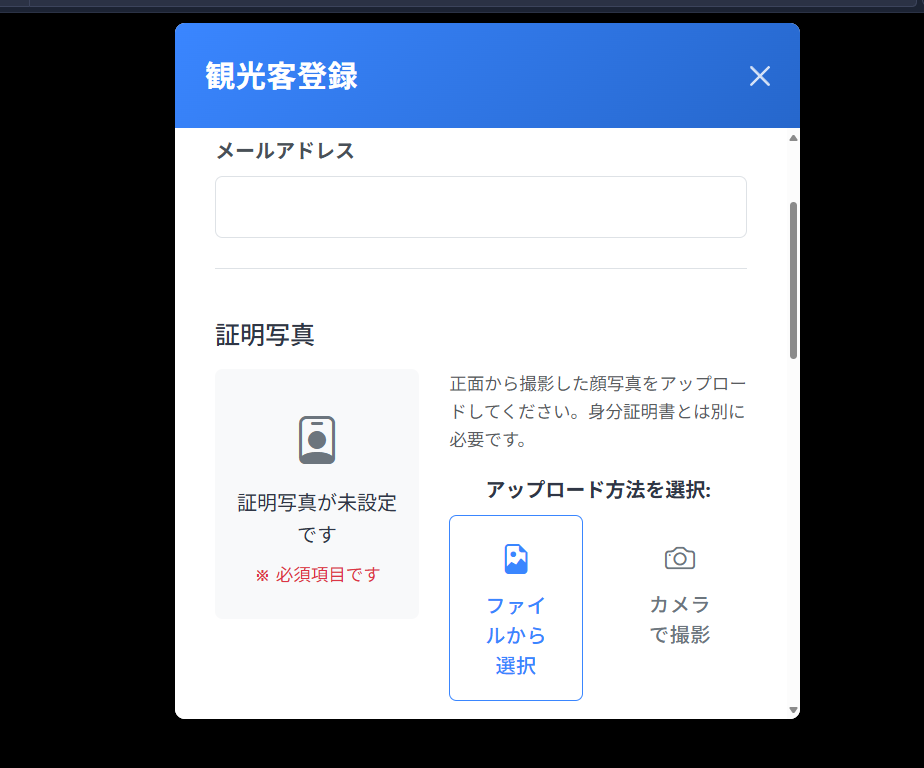 観光客登録
メールアドレス
証明写真
証明写真が未設定
です
※ 必須項目です
正面から撮影した顔写真をアップロー
ドしてください。身分証明書とは別に
必要です。
アップロード方法を選択:
ファイ
ルから
選択
カメラ
で撮影